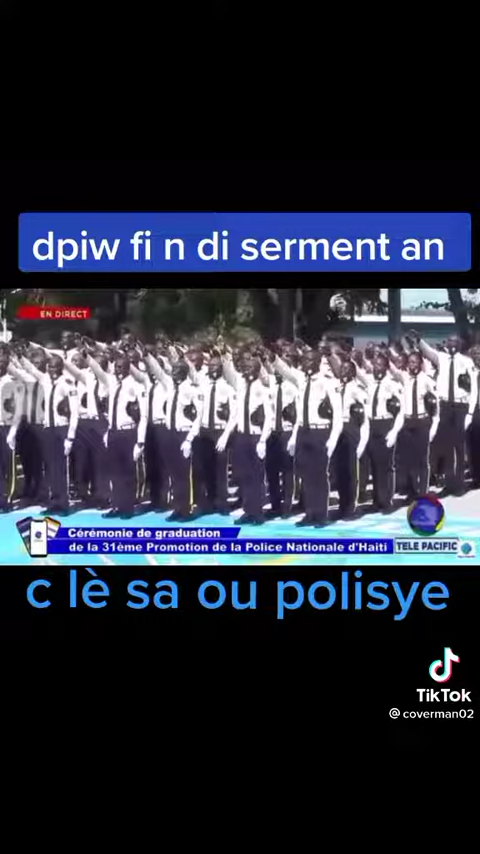 dpiw fi n di serment an
EN DIRECT
Cérémonie de graduation
de la 31ème Promotion de la Police Nationale d'Haiti
TELE PACIFIC
c lè sa ou polisye
TikTok
@coverman02